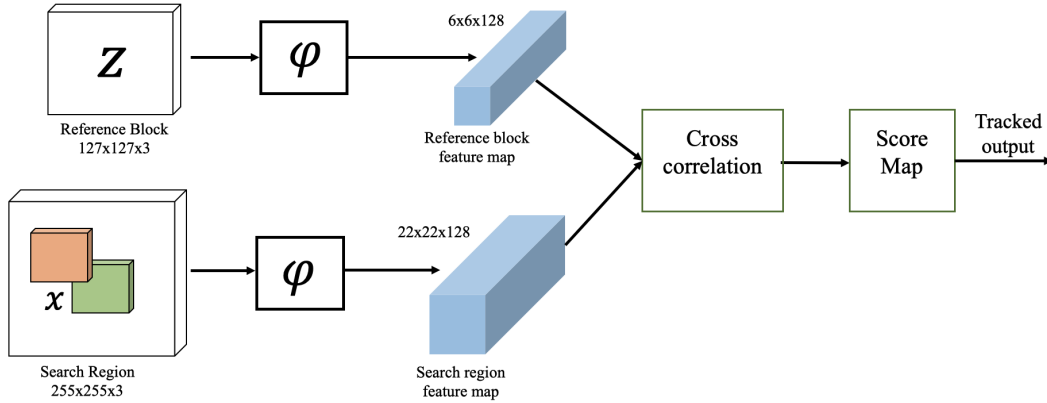 Z
φ
6x6x128
Reference Block
127x127x3
Reference block
feature map
Cross
correlation
Score
Map
Tracked
output
x
φ
22x22x128
Search Region
255x255x3
Search region
feature map